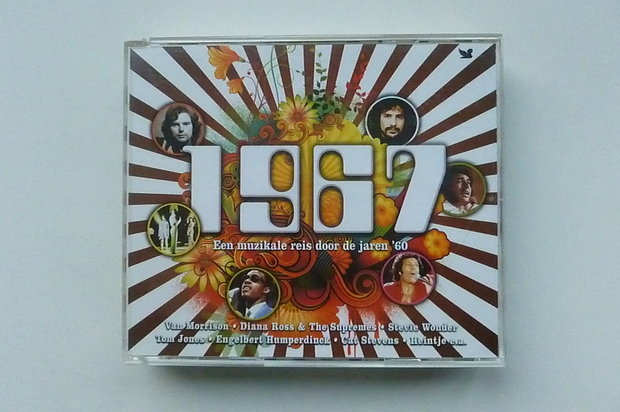 1967
Een muzikale reis door de jaren '60
Van Morrison • Diana Ross & The Supremes • Stevie Wonder
Tom Jones • Engelbert Humperdinck • Cat Stevens • Heintje e.a.